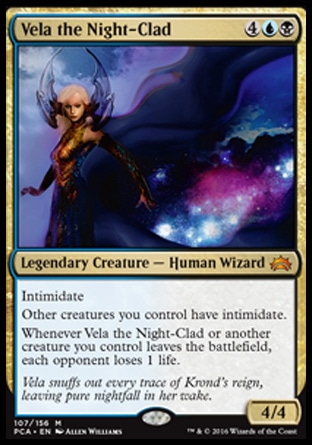 Vela the Night-Clad 4
Legendary Creature — Human Wizard
Intimidate
Other creatures you control have intimidate.
Whenever Vela the Night-Clad or another
creature you control leaves the battlefield,
each opponent loses 1 life.
Vela snuffs out every trace of Krond's reign,
leaving pure nightfall in her wake.
4/4
107/156 M
PCA • EN ALLEN WILLIAMS
™ & © 2016 Wizards of the Coast